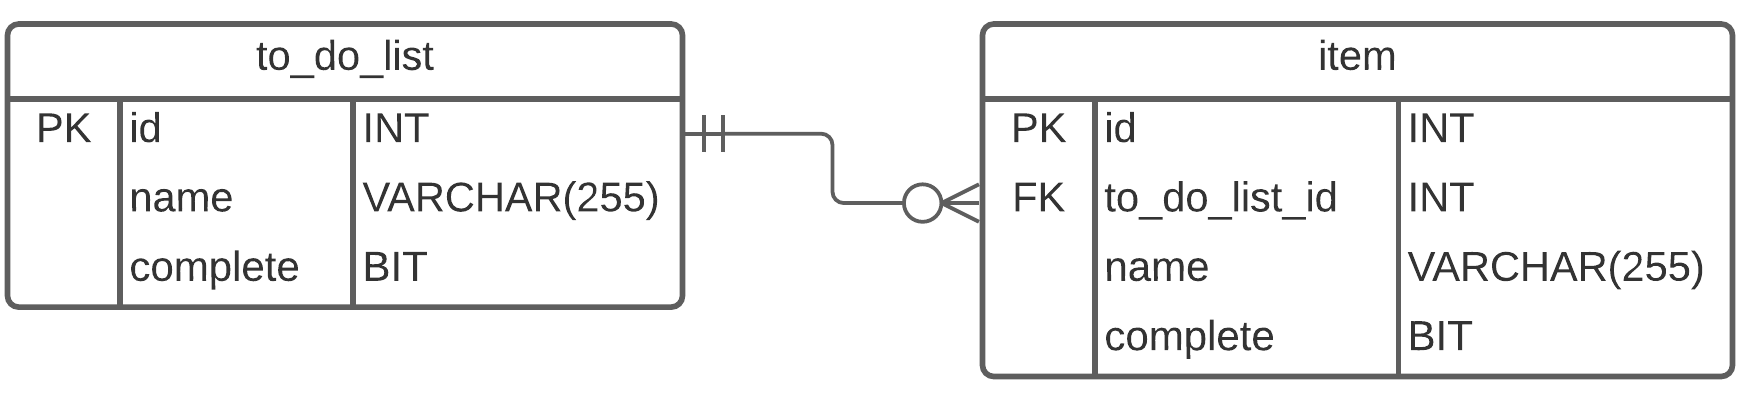 to_do_list
PK id INT
name VARCHAR(255)
complete BIT
item
PK id INT
FK to_do_list_id INT
name VARCHAR(255)
complete BIT